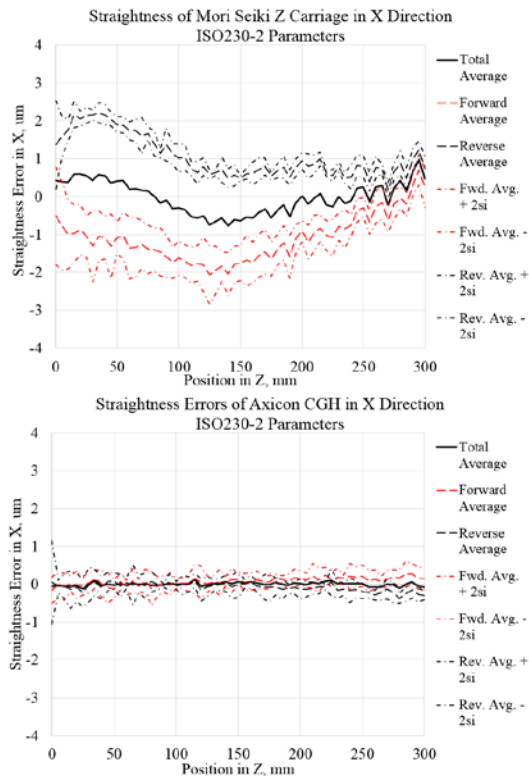 Straightness of Mori Seiki Z Carriage in X Direction
ISO230-2 Parameters
4
3
2
1
0
-1
-2
-3
-4
Straightness Error in X, um
0
50
100
150
200
250
300
Position in Z, mm
Total
Average
Forward
Average
Reverse
Average
Fwd. Avg.
+ 2si
Fwd. Avg. -
2si
Rev. Avg. +
2si
Rev. Avg. -
2si
Straightness Errors of Axicon CGH in X Direction
ISO230-2 Parameters
4
3
2
1
0
-1
-2
-3
-4
Straightness Error in X, um
0
50
100
150
200
250
300
Position in Z, mm
Total
Average
Forward
Average
Reverse
Average
Fwd. Avg.
+ 2si
Fwd. Avg. -
2si
Rev. Avg. +
2si
Rev. Avg. -
2si